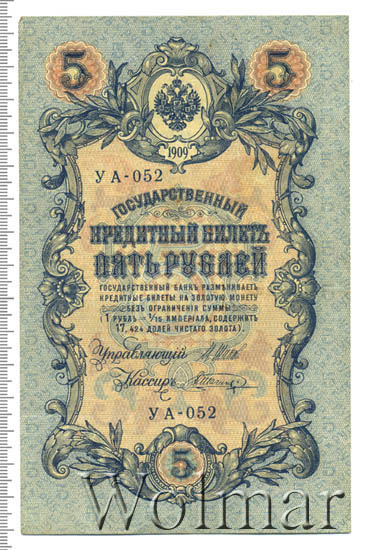 5 5
1909
УА-052
ГОСУДАРСТВЕННЫЙ
КРЕДИТНЫЙ БИЛЕТЪ
ПЯТЬ РУБЛЕЙ
ГОСУДАРСТВЕННЫЙ БАНКЪ РАЗМѢНИВАЕТЪ
КРЕДИТНЫЕ БИЛЕТЫ НА ЗОЛОТУЮ МОНЕТУ
БЕЗЪ ОГРАНИЧЕНІЯ СУММЫ
(1 РУБЛЬ = 1/15 ИМПЕРІАЛА, СОДЕРЖИТЪ
17,424 ДОЛЕЙ ЧИСТАГО ЗОЛОТА).
Управляющій
Кассиръ
УА-052
5
Wolmar